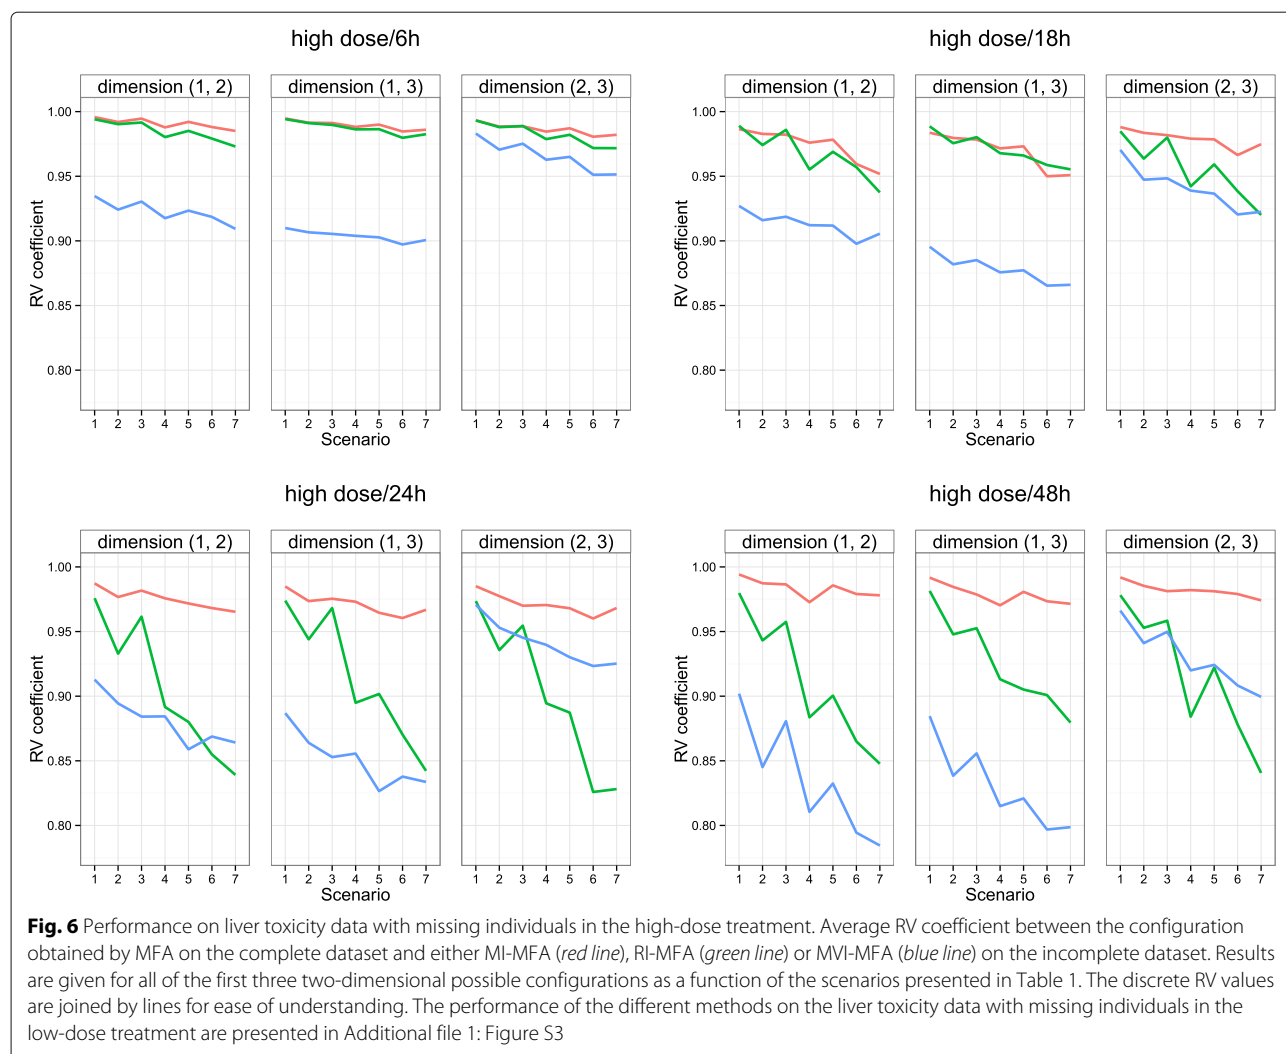 high dose/6h
dimension (1, 2) dimension (1, 3) dimension (2, 3)
1.00
0.95
0.90
0.85
0.80
RV coefficient
1 2 3 4 5 6 7 1 2 3 4 5 6 7 1 2 3 4 5 6 7
Scenario
high dose/18h
dimension (1, 2) dimension (1, 3) dimension (2, 3)
1.00
0.95
0.90
0.85
0.80
RV coefficient
1 2 3 4 5 6 7 1 2 3 4 5 6 7 1 2 3 4 5 6 7
Scenario
high dose/24h
dimension (1, 2) dimension (1, 3) dimension (2, 3)
1.00
0.95
0.90
0.85
0.80
RV coefficient
1 2 3 4 5 6 7 1 2 3 4 5 6 7 1 2 3 4 5 6 7
Scenario
high dose/48h
dimension (1, 2) dimension (1, 3) dimension (2, 3)
1.00
0.95
0.90
0.85
0.80
RV coefficient
1 2 3 4 5 6 7 1 2 3 4 5 6 7 1 2 3 4 5 6 7
Scenario
Fig. 6 Performance on liver toxicity data with missing individuals in the high-dose treatment. Average RV coefficient between the configuration
obtained by MFA on the complete dataset and either MI-MFA (red line), RI-MFA (green line) or MVI-MFA (blue line) on the incomplete dataset. Results
are given for all of the first three two-dimensional possible configurations as a function of the scenarios presented in Table 1. The discrete RV values
are joined by lines for ease of understanding. The performance of the different methods on the liver toxicity data with missing individuals in the
low-dose treatment are presented in Additional file 1: Figure S3